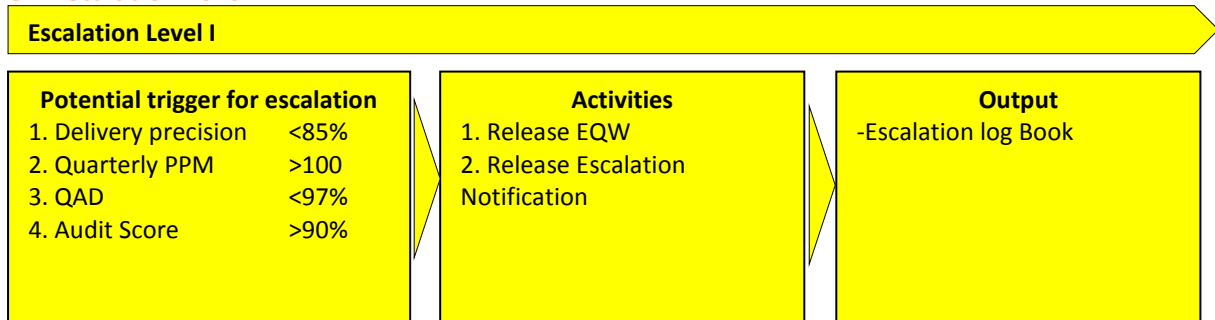 Escalation Level I
Potential trigger for escalation
1. Delivery precision <85%
2. Quarterly PPM >100
3. QAD <97%
4. Audit Score >90%
Activities
1. Release EQW
2. Release Escalation
Notification
Output
-Escalation log Book